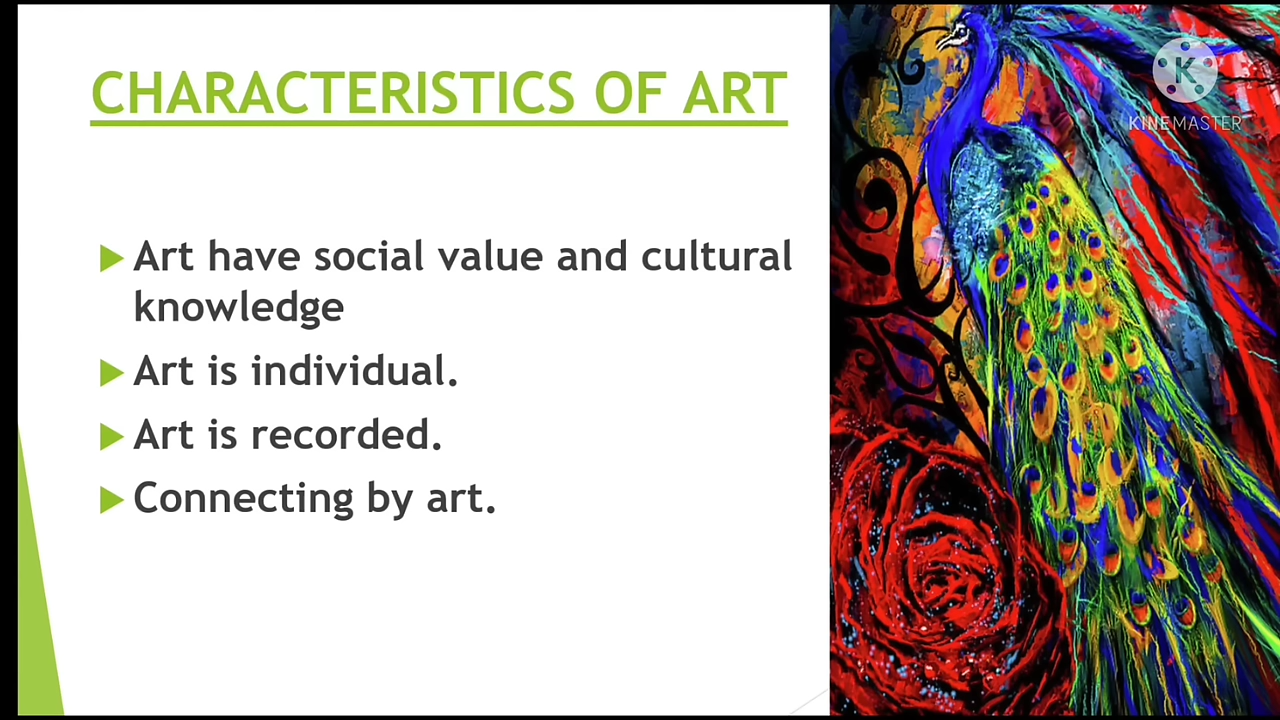 CHARACTERISTICS OF ART
Art have social value and cultural
knowledge
Art is individual.
Art is recorded.
Connecting by art.
K
KINEMASTER